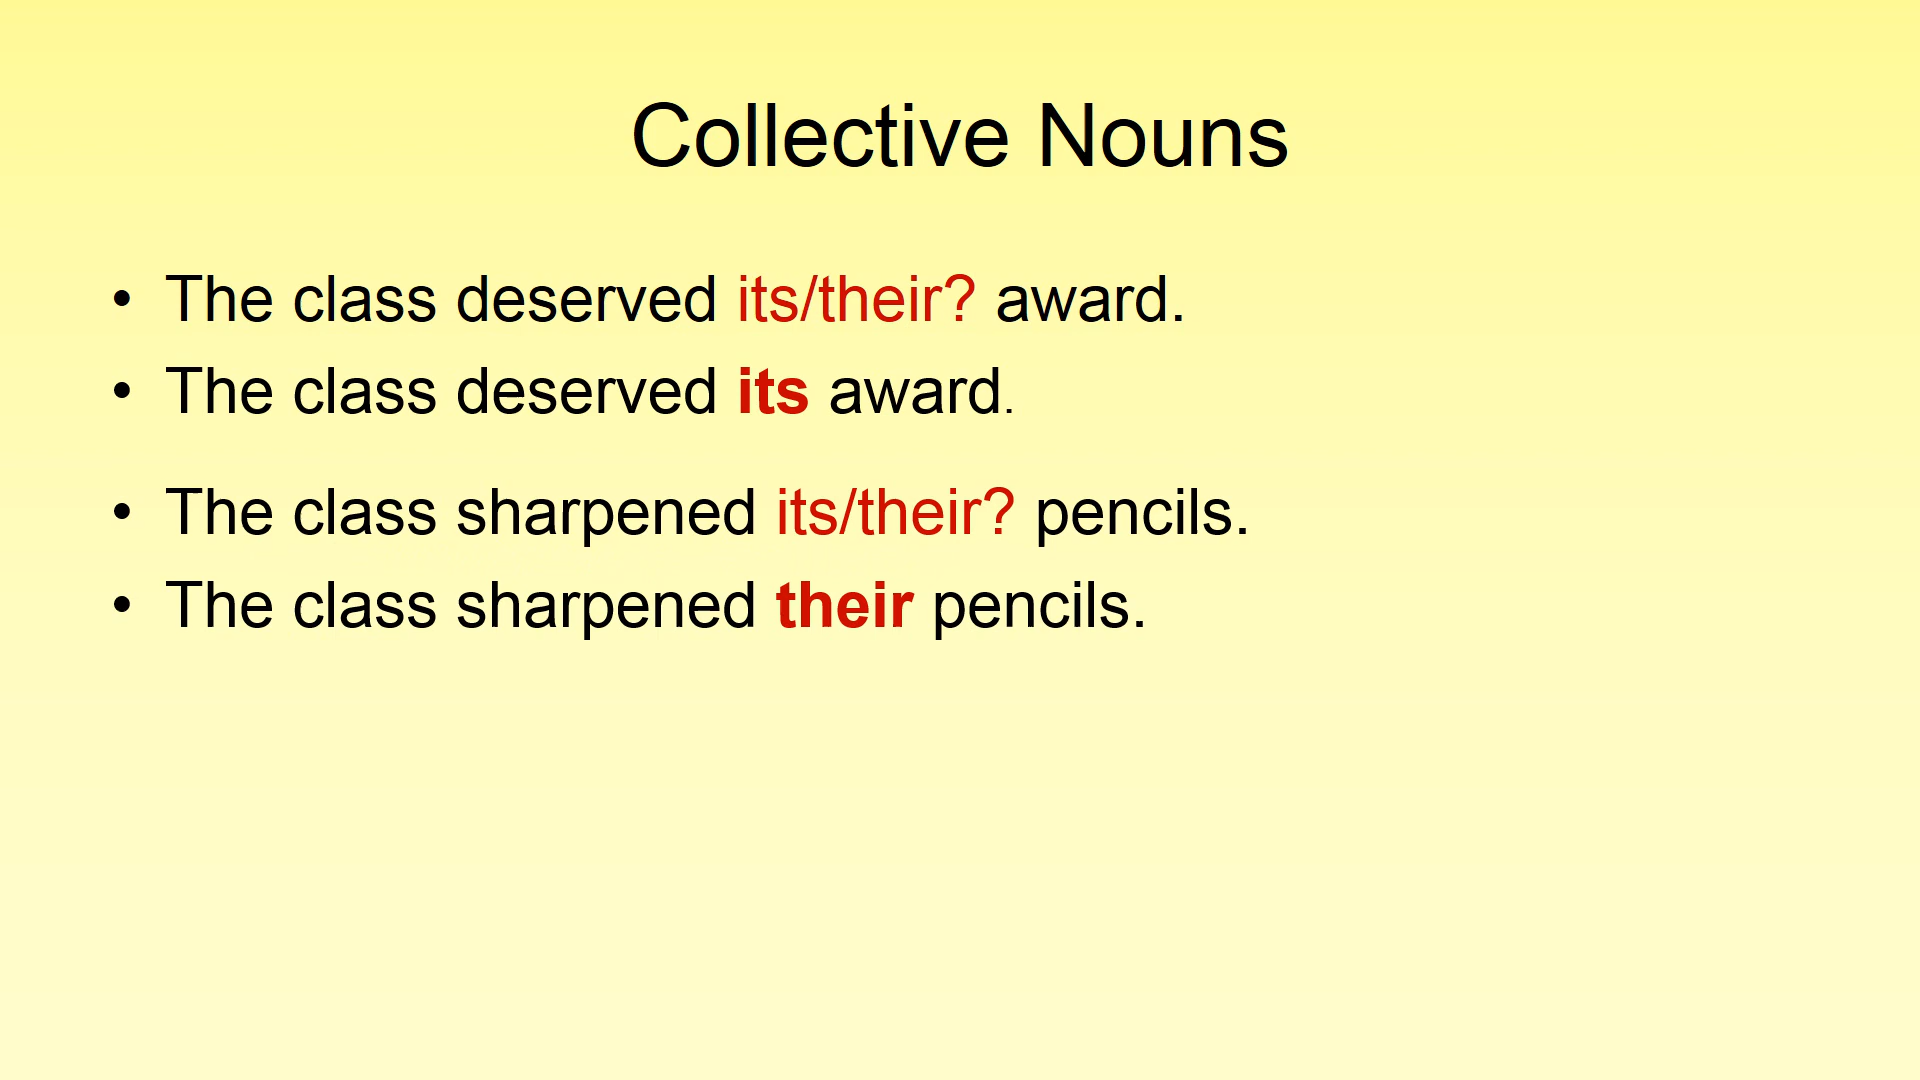 Collective Nouns
• The class deserved its/their? award.
• The class deserved its award.
• The class sharpened its/their? pencils.
• The class sharpened their pencils.